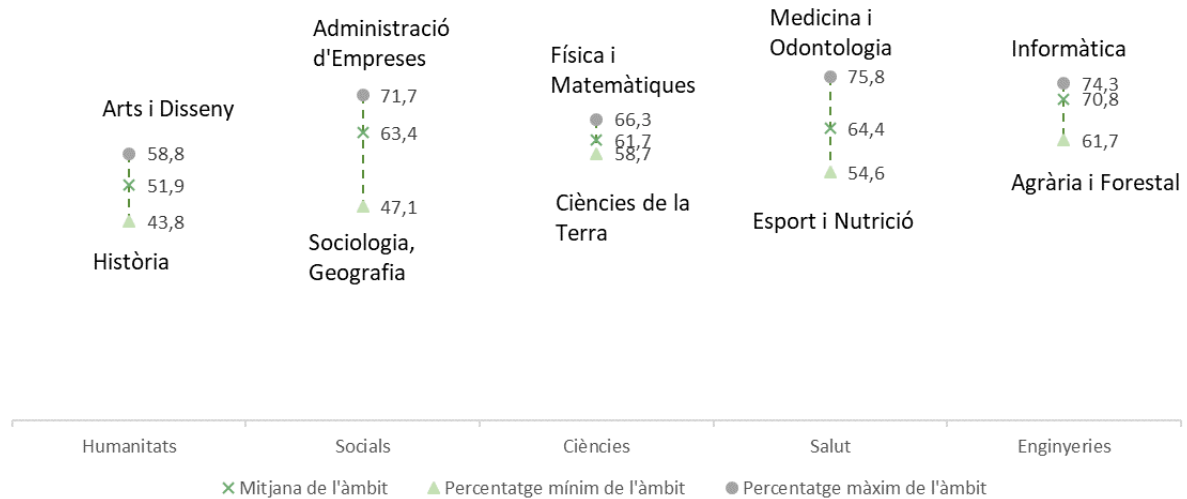 Arts i Disseny
58,8
51,9
43,8
Història
Administració
d'Empreses
71,7
63,4
47,1
Sociologia,
Geografia
Física i
Matemàtiques
66,3
61,7
58,7
Ciències de la
Terra
Medicina i
Odontologia
75,8
64,4
54,6
Esport i Nutrició
Informàtica
74,3
70,8
61,7
Agrària i Forestal
Humanitats
Socials
Ciències
Salut
Enginyeries
Mitjana de l'àmbit
Percentatge mínim de l'àmbit
Percentatge màxim de l'àmbit